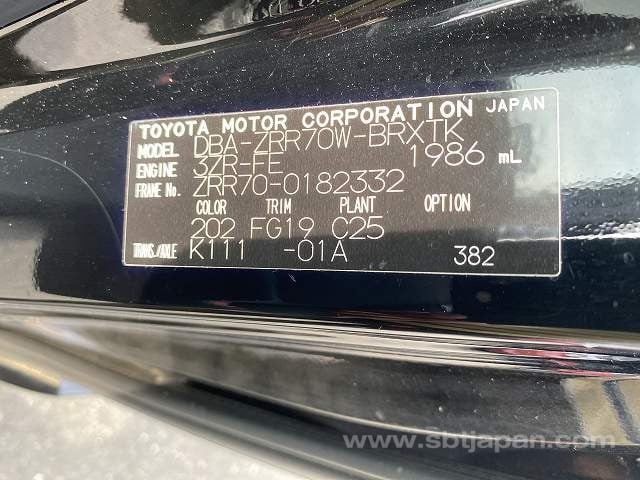 TOYOTA MOTOR CORPORATION JAPAN
MODEL DBA-ZRR70W-BRXTK
ENGINE 3ZR-FE 1986 mL
FRAME No. ZRR70-0182332
COLOR TRIM PLANT OPTION
202 FG19 C25
TRANS./AXLE K111 -01A 382
www.sbtjapan.com